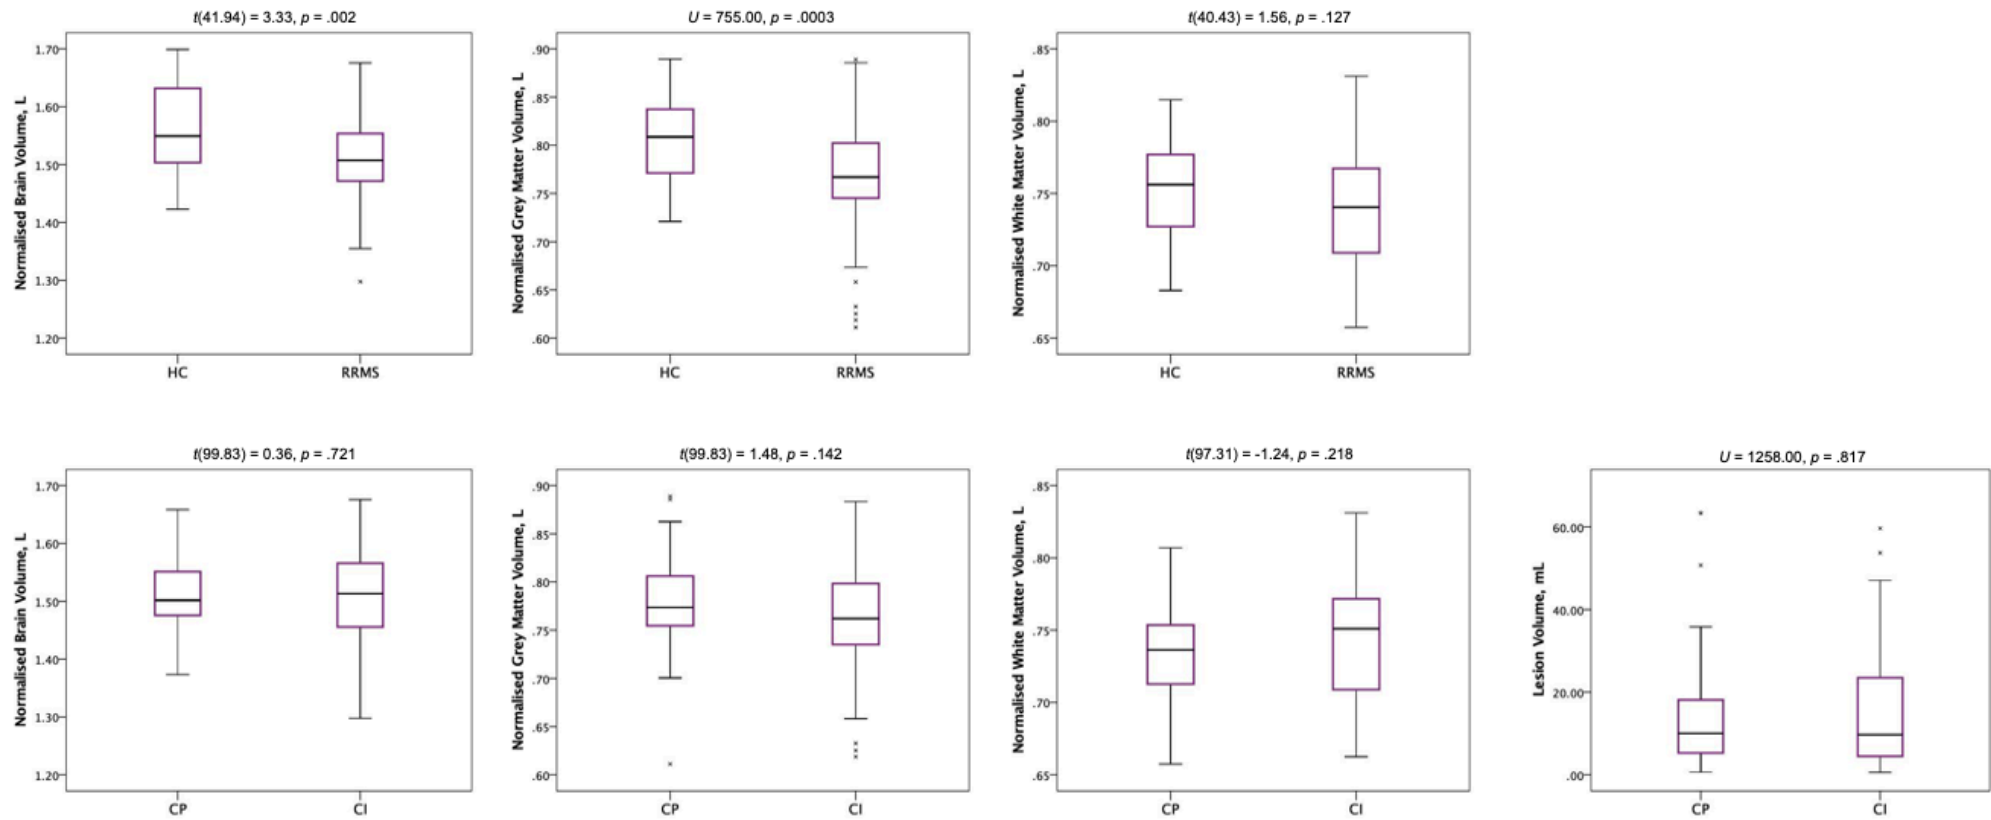 t(41.94) = 3.33, p = .002
Normalised Brain Volume, L
1.70
1.60
1.50
1.40
1.30
1.20
HC RRMS
U = 755.00, p = .0003
Normalised Grey Matter Volume, L
.90
.85
.80
.75
.70
.65
.60
HC RRMS
t(40.43) = 1.56, p = .127
Normalised White Matter Volume, L
.85
.80
.75
.70
.65
HC RRMS
t(99.83) = 0.36, p = .721
Normalised Brain Volume, L
1.70
1.60
1.50
1.40
1.30
1.20
CP CI
t(99.83) = 1.48, p = .142
Normalised Grey Matter Volume, L
.90
.85
.80
.75
.70
.65
.60
CP CI
t(97.31) = -1.24, p = .218
Normalised White Matter Volume, L
.85
.80
.75
.70
.65
CP CI
U = 1258.00, p = .817
Lesion Volume, mL
60.00
40.00
20.00
.00
CP CI